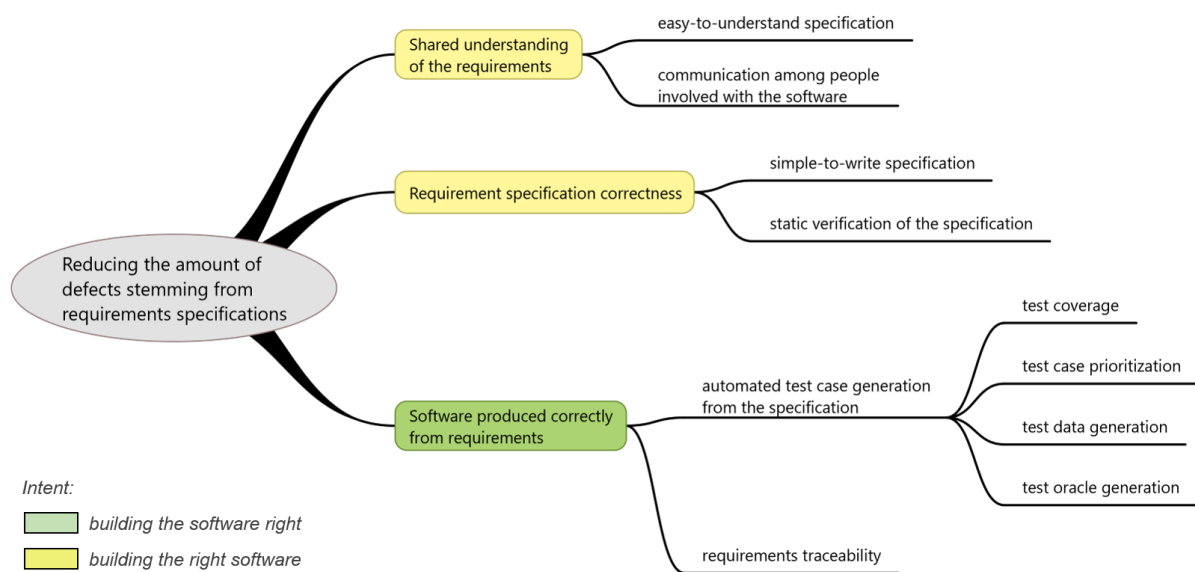 Reducing the amount of
defects stemming from
requirements specifications
Shared understanding
of the requirements
easy-to-understand specification
communication among people
involved with the software
Requirement specification correctness
simple-to-write specification
static verification of the specification
Software produced correctly
from requirements
automated test case generation
from the specification
test coverage
test case prioritization
test data generation
test oracle generation
requirements traceability
Intent:
building the software right
building the right software